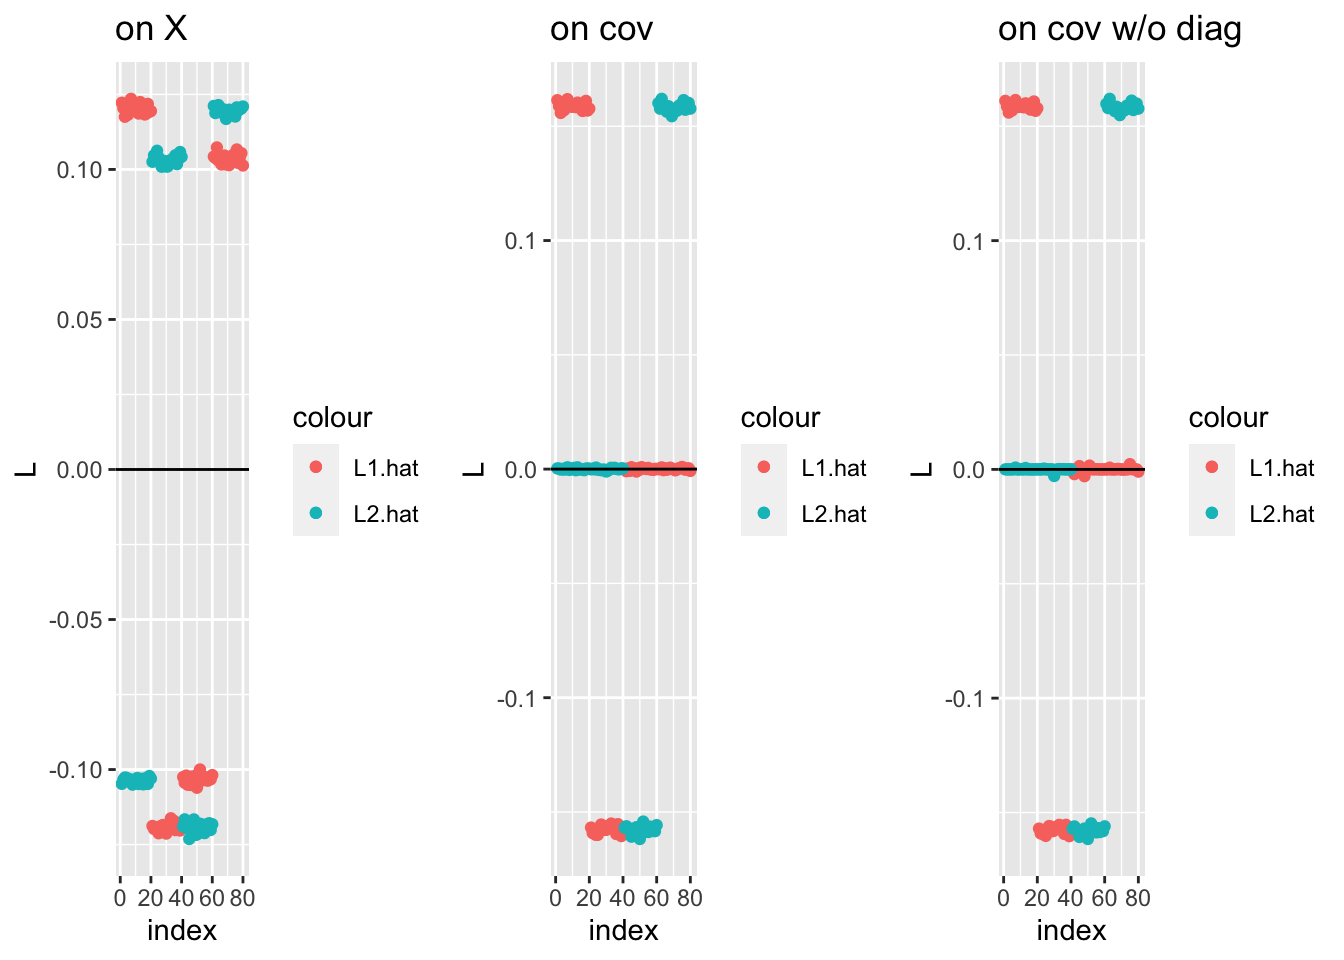 on X
0.10
0.05
0.00
-0.05
-0.10
L
0 20 40 60 80
index
colour
L1.hat
L2.hat
on cov
0.1
0.0
-0.1
L
0 20 40 60 80
index
colour
L1.hat
L2.hat
on cov w/o diag
0.1
0.0
-0.1
L
0 20 40 60 80
index
colour
L1.hat
L2.hat